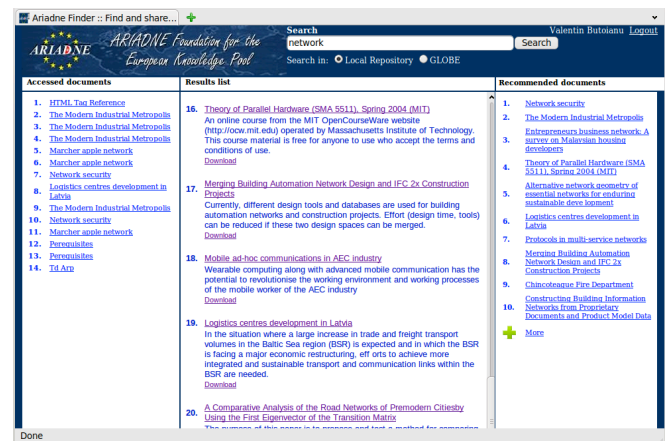 Ariadne Finder :: Find and share...
ARIADNE
ARIADNE Foundation for the
European Knowledge Pool
Search
network
Search
Search in: Local Repository GLOBE
Valentin Butoianu Logout
Accessed documents
1. HTML Tag Reference
2. The Modern Industrial Metropolis
3. The Modern Industrial Metropolis
4. The Modern Industrial Metropolis
5. Marcher apple network
6. Marcher apple network
7. Network security
8. Logistics centres development in
Latvia
9. The Modern Industrial Metropolis
10. Network security
11. Marcher apple network
12. Perequisites
13. Perequisites
14. Td Arp
Results list
16. Theory of Parallel Hardware (SMA 5511), Spring 2004 (MIT)
An online course from the MIT OpenCourseWare website
(http://ocw.mit.edu) operated by Massachusetts Institute of Technology.
This course material is free for anyone to use who accept the terms and
conditions of use.
Download
17. Merging Building Automation Network Design and IFC 2x Construction
Projects
Currently, different design tools and databases are used for building
automation networks and construction projects. Effort (design time, tools)
can be reduced if these two design spaces can be merged.
Download
18. Mobile ad-hoc communications in AEC industry
Wearable computing along with advanced mobile communication has the
potential to revolutionise the working environment and working processes
of the mobile worker of the AEC industry
Download
19. Logistics centres development in Latvia
In the situation where a large increase in trade and freight transport
volumes in the Baltic Sea region (BSR) is expected and in which the BSR
is facing a major economic restructuring, eff orts to achieve more
integrated and sustainable transport and communication links within the
BSR are needed.
Download
20. A Comparative Analysis of the Road Networks of Premodern Citiesby
Using the First Eigenvector of the Transition Matrix
The purpose of this paper is to propose and test a method for comparing
Recommended documents
1. Network security
2. The Modern Industrial Metropolis
3. Entrepreneurs business network: A
survey on Malaysian housing
developers
4. Theory of Parallel Hardware (SMA
5511), Spring 2004 (MIT)
5. Alternative network geometry of
essential networks for enduring
sustainable deve lopment
6. Logistics centres development in
Latvia
7. Protocols in multi-service networks
8. Merging Building Automation
Network Design and IFC 2x
Construction Projects
9. Chincoteague Fire Department
10. Constructing Building Information
Networks from Proprietary
Documents and Product Model Data
More
Done